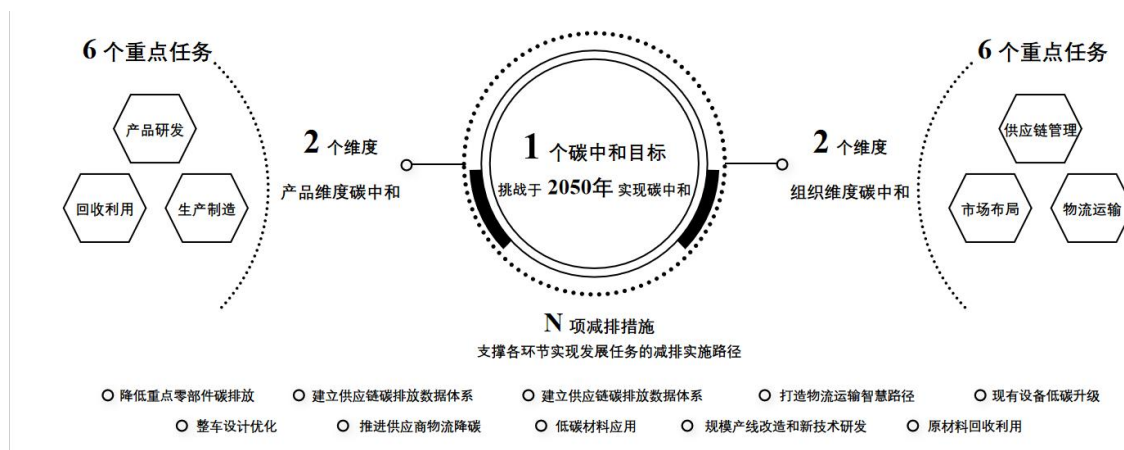 6 个重点任务
产品研发
回收利用
生产制造
2 个维度
产品维度碳中和
1 个碳中和目标
挑战于 2050年 实现碳中和
2 个维度
组织维度碳中和
6 个重点任务
供应链管理
市场布局
物流运输
N 项减排措施
支撑各环节实现发展任务的减排实施路径
降低重点零部件碳排放
建立供应链碳排放数据体系
建立供应链碳排放数据体系
打造物流运输智慧路径
现有设备低碳升级
整车设计优化
推进供应商物流降碳
低碳材料应用
规模产线改造和新技术研发
原材料回收利用